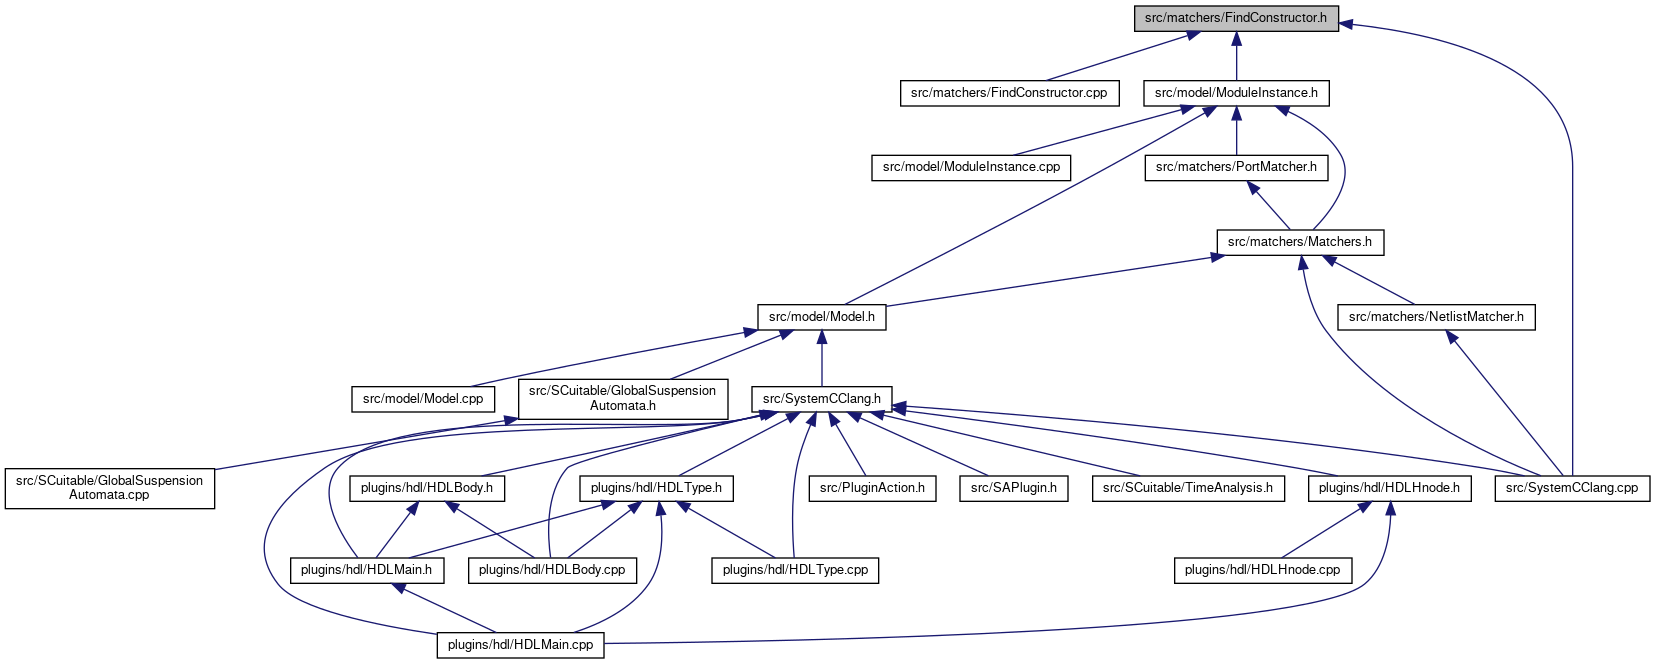 src/matchers/FindConstructor.h
src/matchers/FindConstructor.cpp
src/model/ModuleInstance.h
src/model/ModuleInstance.cpp
src/matchers/PortMatcher.h
src/matchers/Matchers.h
src/model/Model.h
src/matchers/NetlistMatcher.h
src/model/Model.cpp
src/SCuitable/GlobalSuspension
Automata.h
src/SystemCClang.h
src/SCuitable/GlobalSuspension
Automata.cpp
plugins/hdl/HDLBody.h
plugins/hdl/HDLType.h
src/PluginAction.h
src/SAPlugin.h
src/SCuitable/TimeAnalysis.h
plugins/hdl/HDLHnode.h
src/SystemCClang.cpp
plugins/hdl/HDLMain.h
plugins/hdl/HDLBody.cpp
plugins/hdl/HDLType.cpp
plugins/hdl/HDLHnode.cpp
plugins/hdl/HDLMain.cpp